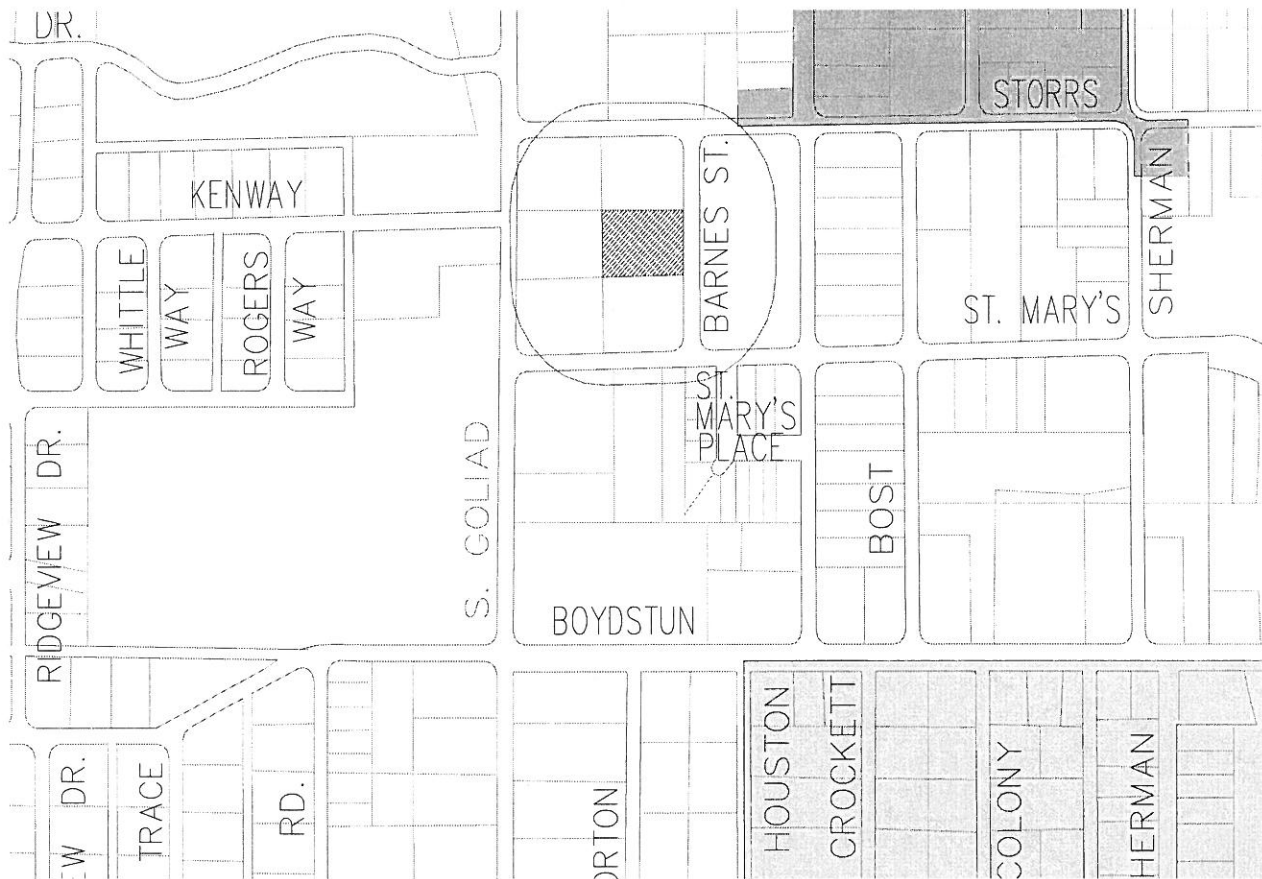 DR.
STORRS
KENWAY
BARNES ST.
SHERMAN
WHITTLE
WAY
ROGERS
WAY
ST. MARY'S
ST.
MARY'S
PLACE
RIDGEVIEW DR.
S. GOLIAD
BOST
BOYDSTUN
EW DR.
TRACE
RD.
ORTON
HOUSTON
CROCKETT
COLONY
HERMAN